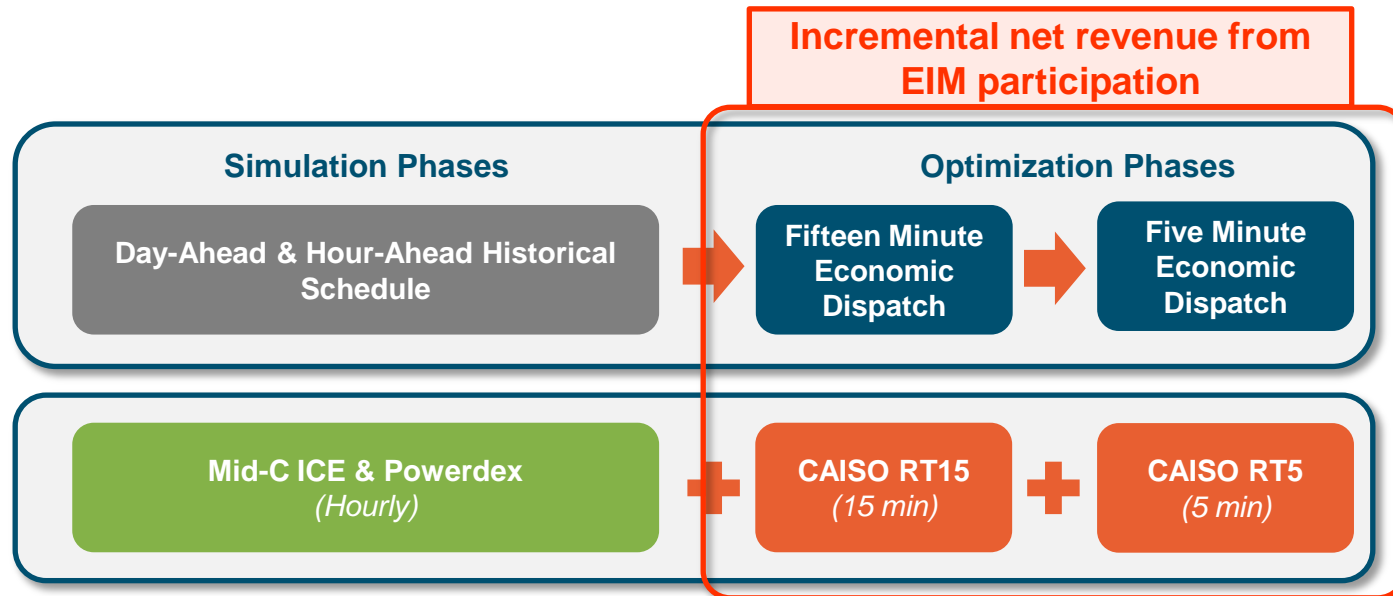 Incremental net revenue from
EIM participation
Simulation Phases
Optimization Phases
Day-Ahead & Hour-Ahead Historical
Schedule
Fifteen Minute
Economic
Dispatch
Five Minute
Economic
Dispatch
Mid-C ICE & Powerdex
(Hourly)
CAISO RT15
(15 min)
CAISO RT5
(5 min)